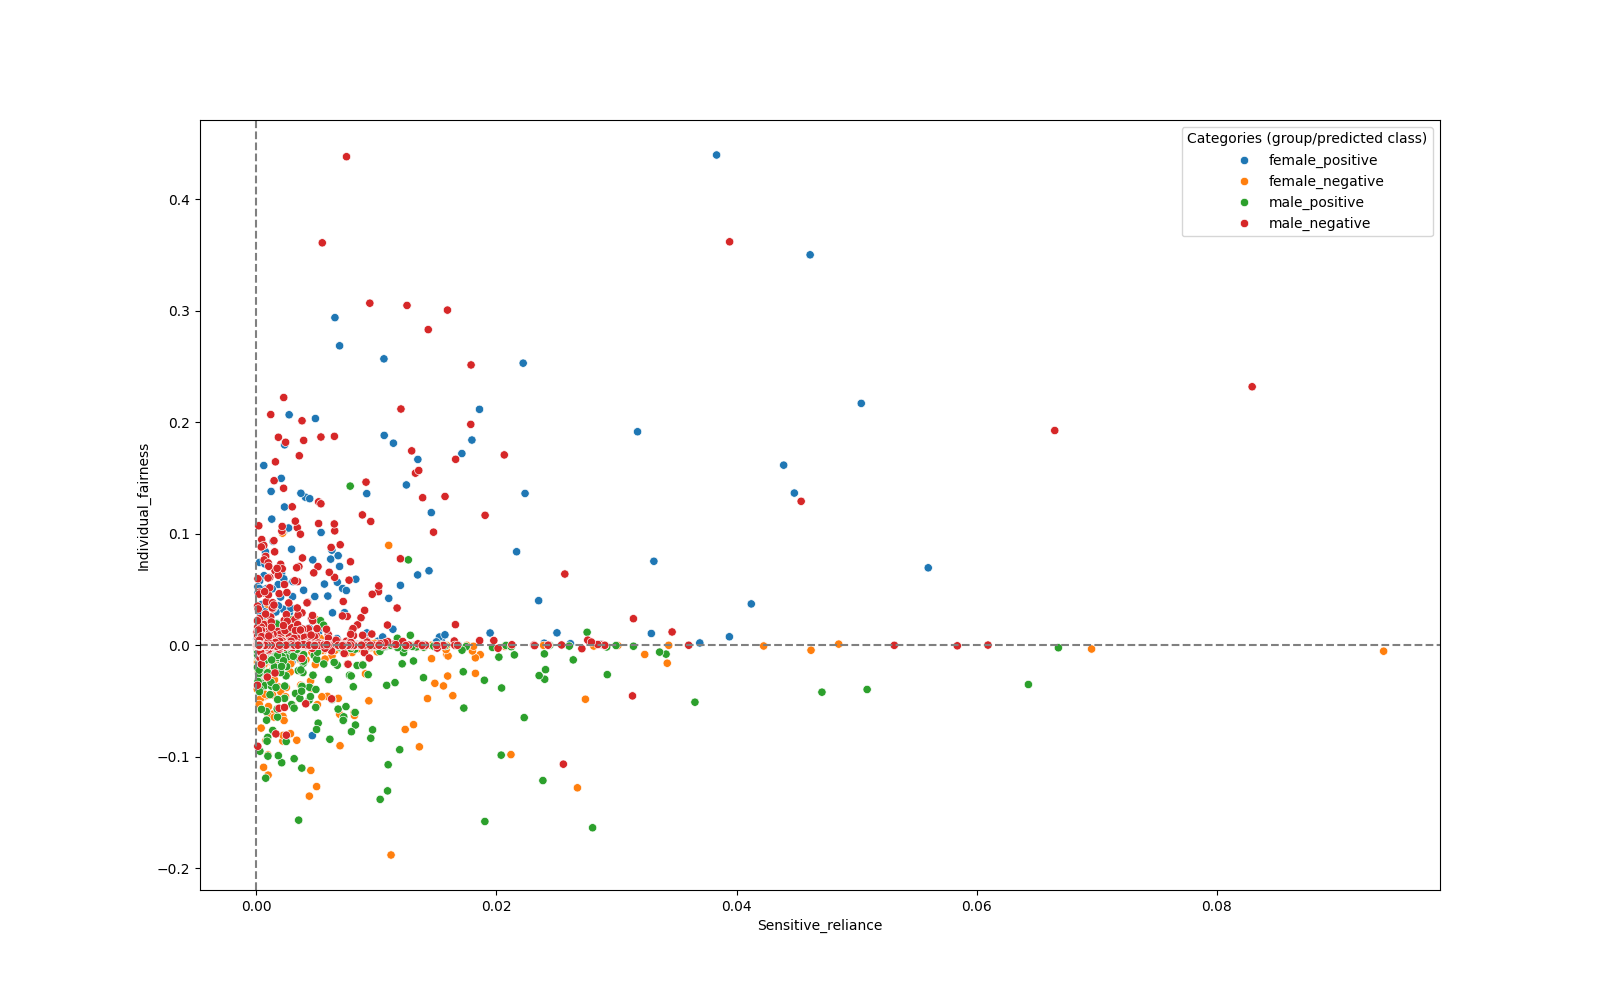 Categories (group/predicted class)
female_positive
female_negative
male_positive
male_negative
0.4
0.3
0.2
0.1
0.0
−0.1
−0.2
Individual_fairness
0.00 0.02 0.04 0.06 0.08
Sensitive_reliance